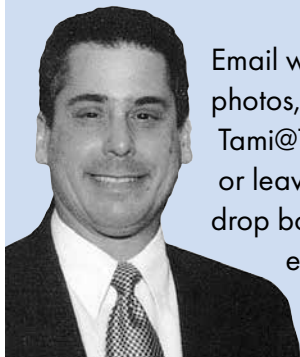 Email w
photos,
Tami@
or leav
drop bo
e